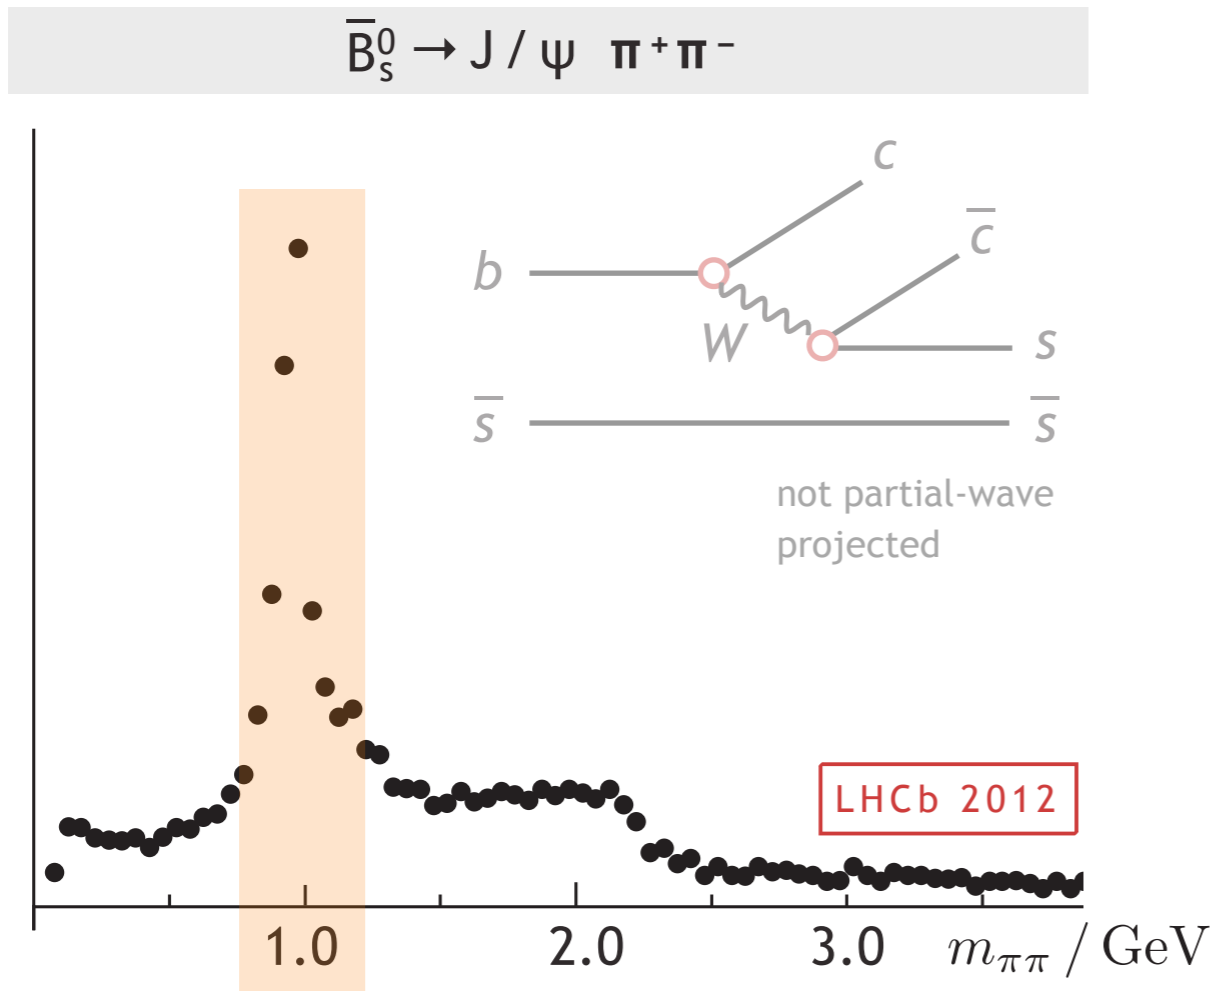 B̅⁰ₛ → J / ψ π⁺π⁻
c
c̅
b
W
s
s̅
s̅
not partial-wave
projected
LHCb 2012
1.0 2.0 3.0 m_ππ / GeV